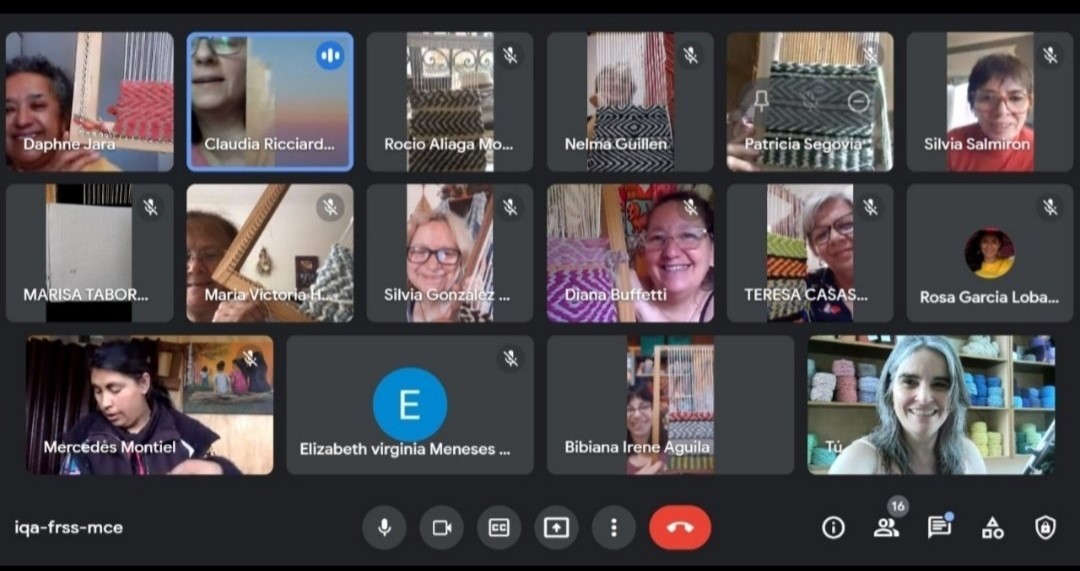 Daphne Jara
Claudia Ricciard...
Rocio Aliaga Mo...
Nelma Guillen
Patricia Segovia
Silvia Salmiron
MARISA TABOR...
Maria Victoria H...
Silvia González ...
Diana Buffetti
TERESA CASAS...
Rosa Garcia Loba...
Mercedes Montiel
E
Elizabeth virginia Meneses ...
Bibiana Irene Aguila
Tú
iqa-frss-mce
CC
16